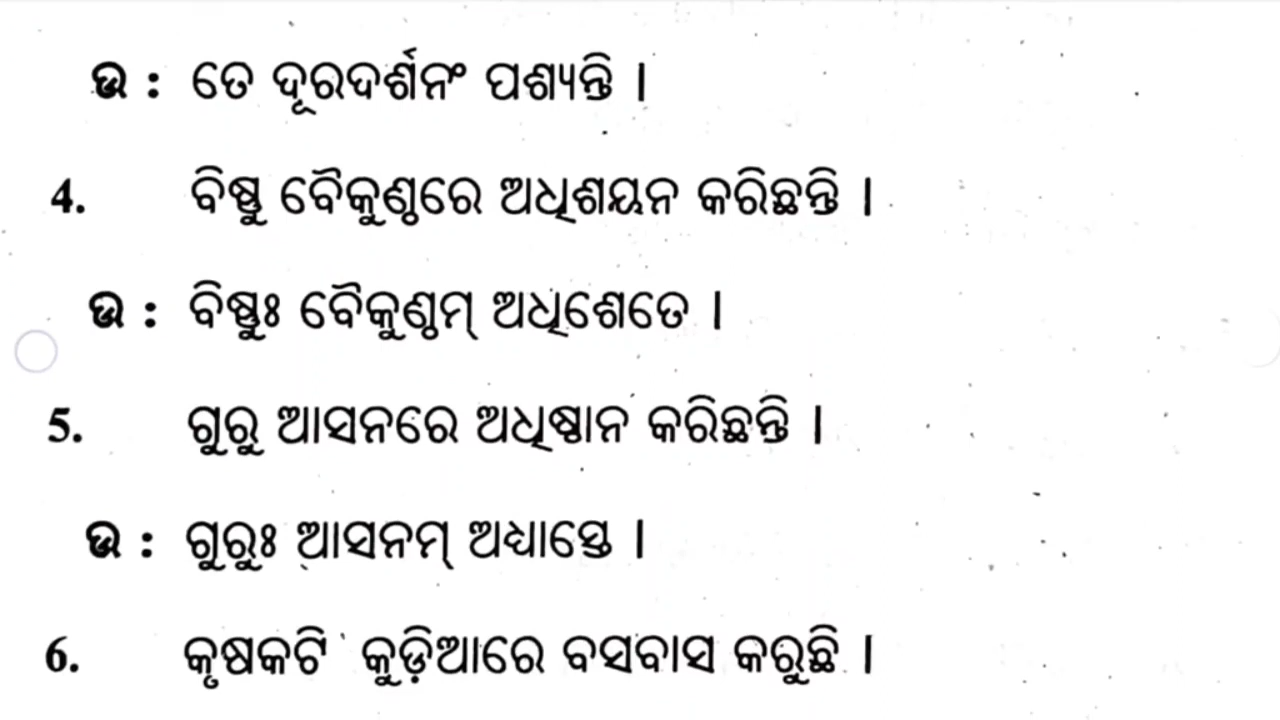 ଉ : ତେ ଦୂରଦର୍ଶନଂ ପଶ୍ୟନ୍ତି ।
4. ବିଷ୍ଣୁ ବୈକୁଣ୍ଠରେ ଅଧିଶୟନ କରିଛନ୍ତି ।
ଉ : ବିଷ୍ଣୁଃ ବୈକୁଣ୍ଠମ୍ ଅଧିଶେତେ ।
5. ଗୁରୁ ଆସନରେ ଅଧିଷ୍ଠାନ କରିଛନ୍ତି ।
ଉ : ଗୁରୁଃ ଆସନମ୍ ଅଧ୍ୟାସ୍ତେ ।
6. କୃଷକଟି କୁଡ଼ିଆରେ ବସବାସ କରୁଛି ।